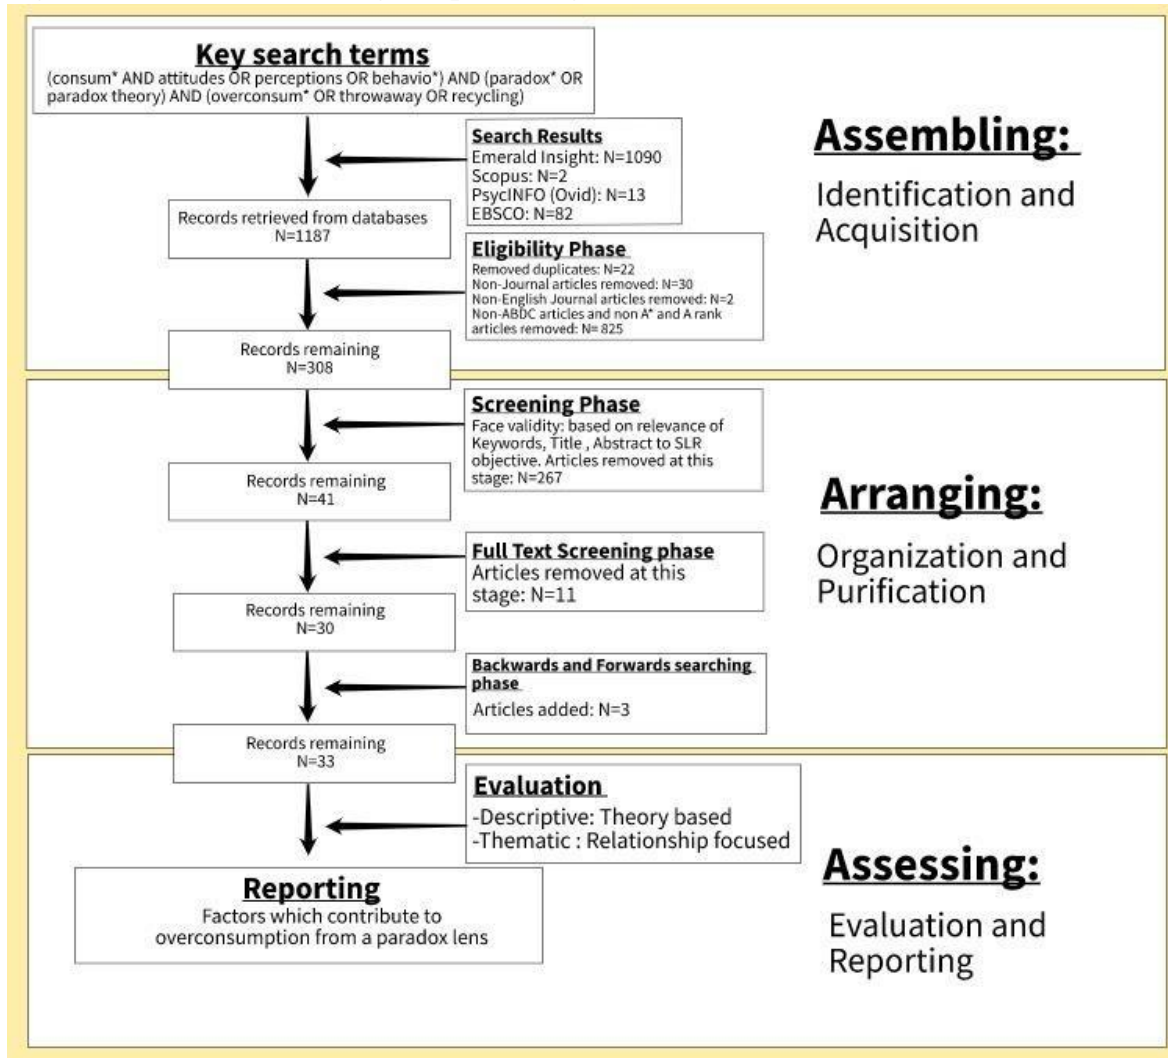 Key search terms
(consum* AND attitudes OR perceptions OR behavio*) AND (paradox* OR
paradox theory) AND (overconsum* OR throwaway OR recycling)
Search Results
Emerald Insight: N=1090
Scopus: N=2
PsycINFO (Ovid): N=13
EBSCO: N=82
Records retrieved from databases
N=1187
Eligibility Phase
Removed duplicates: N=22
Non-Journal articles removed: N=30
Non-English Journal articles removed: N=2
Non-ABDC articles and non A* and A rank
articles removed: N= 825
Records remaining
N=308
Assembling:
Identification and
Acquisition
Screening Phase
Face validity: based on relevance of
Keywords, Title , Abstract to SLR
objective. Articles removed at this
stage: N=267
Records remaining
N=41
Full Text Screening phase
Articles removed at this
stage: N=11
Records remaining
N=30
Backwards and Forwards searching
phase
Articles added: N=3
Records remaining
N=33
Arranging:
Organization and
Purification
Evaluation
-Descriptive: Theory based
-Thematic : Relationship focused
Reporting
Factors which contribute to
overconsumption from a paradox lens
Assessing:
Evaluation and
Reporting